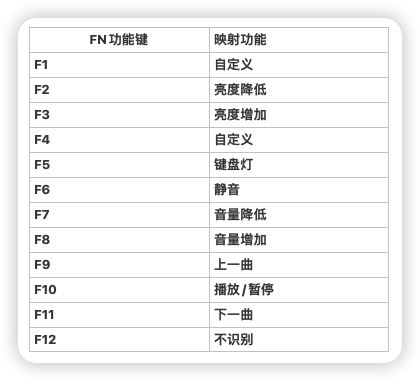 FN功能键 映射功能
F1 自定义
F2 亮度降低
F3 亮度增加
F4 自定义
F5 键盘灯
F6 静音
F7 音量降低
F8 音量增加
F9 上一曲
F10 播放/暂停
F11 下一曲
F12 不识别